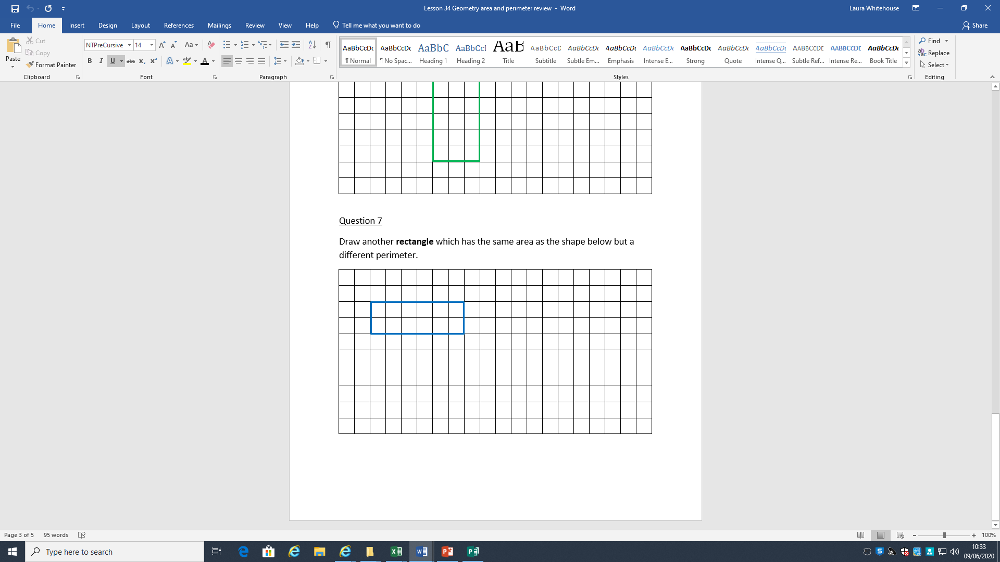 Lesson 34 Geometry area and perimeter review - Word
Laura Whitehouse
File Home Insert Design Layout References Mailings Review View Help Tell me what you want to do Share
Paste
Cut
Copy
Format Painter
Clipboard
NTPreCursive 14
Font
Paragraph
AaBbCcDc AaBbCcDc AaBbC AaBbCcI AaB AaBbCcD AaBbCcDc AaBbCcDc AaBbCcDc AaBbCcDc AaBbCcDc AaBbCcDc AABBCCDE AABBCCDE AaBbCcDc
¶ Normal ¶ No Spac... Heading 1 Heading 2 Title Subtitle Subtle Em... Emphasis Intense E... Strong Quote Intense Q... Subtle Ref... Intense Re... Book Title
Styles
Find
Replace
Select
Editing
Question 7
Draw another rectangle which has the same area as the shape below but a
different perimeter.
Page 3 of 5 95 words
100%
Type here to search
10:33
09/06/2020